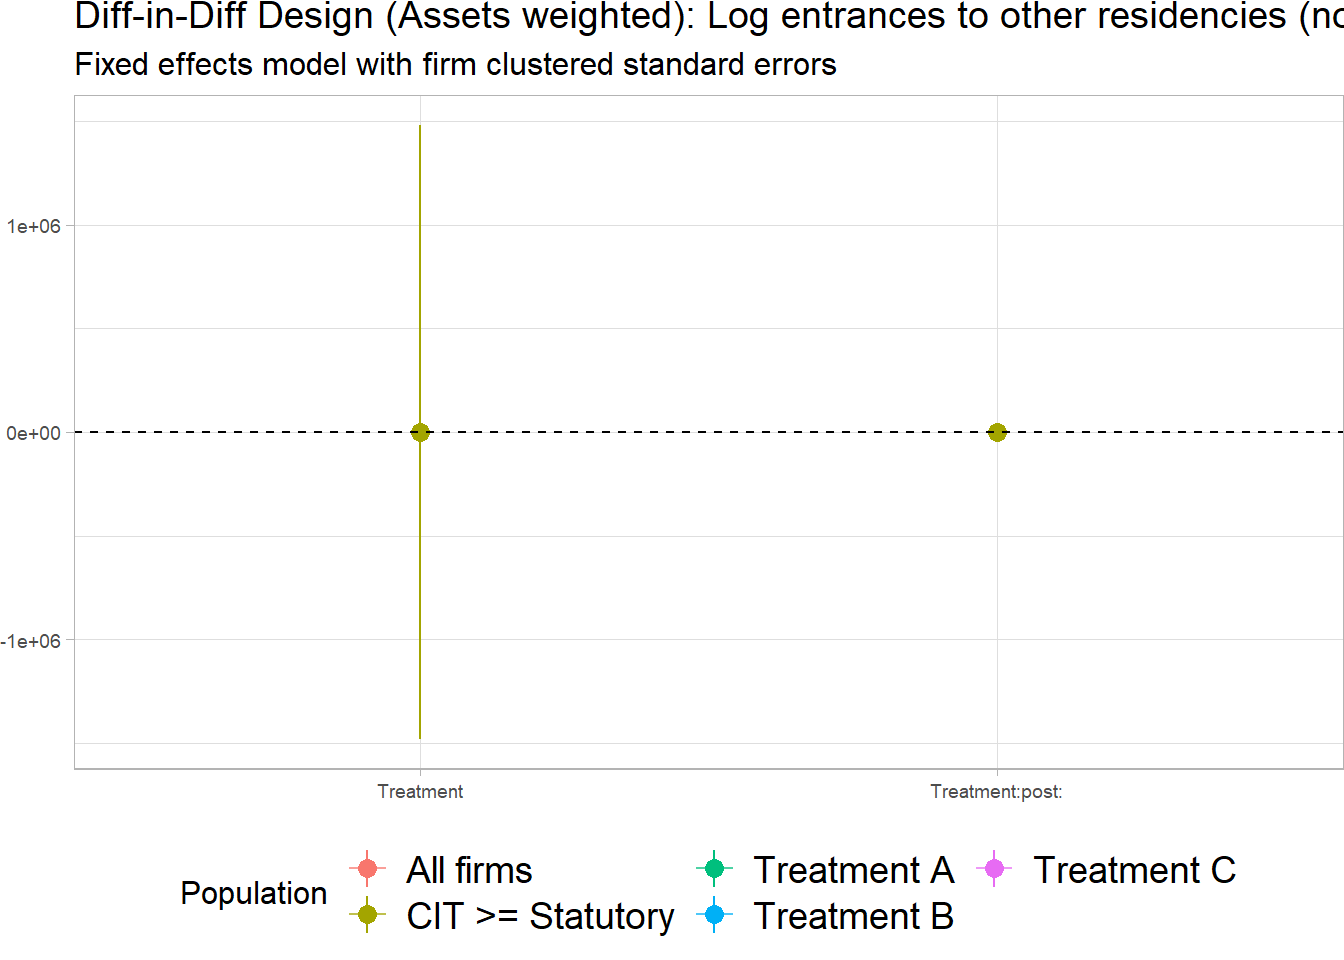 Diff-in-Diff Design (Assets weighted): Log entrances to other residencies (no
Fixed effects model with firm clustered standard errors
1e+06
0e+00
-1e+06
Treatment
Treatment:post:
Population
All firms
CIT >= Statutory
Treatment A
Treatment B
Treatment C